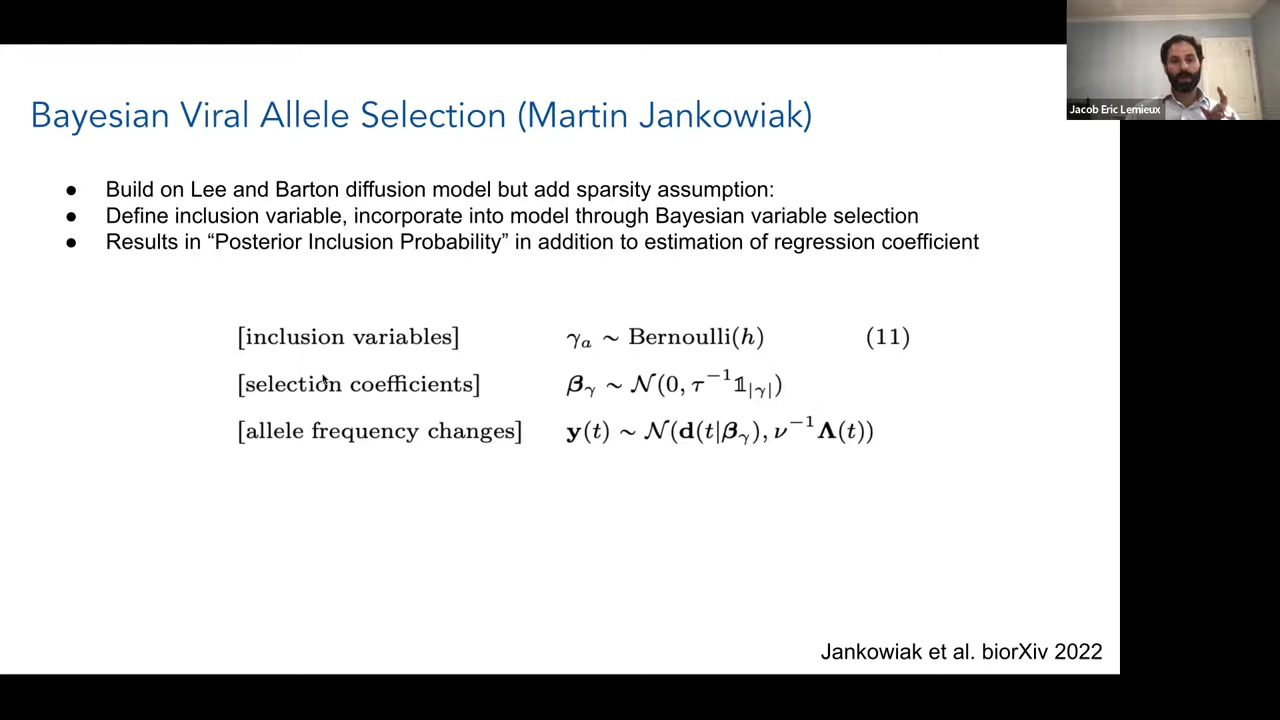 Jacob Eric Lemieux
Bayesian Viral Allele Selection (Martin Jankowiak)
● Build on Lee and Barton diffusion model but add sparsity assumption:
● Define inclusion variable, incorporate into model through Bayesian variable selection
● Results in “Posterior Inclusion Probability” in addition to estimation of regression coefficient
[inclusion variables] γₐ ∼ Bernoulli(h) (11)
[selection coefficients] β_γ ∼ 𝒩(0, τ⁻¹𝟙_|γ|)
[allele frequency changes] y(t) ∼ 𝒩(d(t|β_γ), ν⁻¹Λ(t))
Jankowiak et al. biorXiv 2022